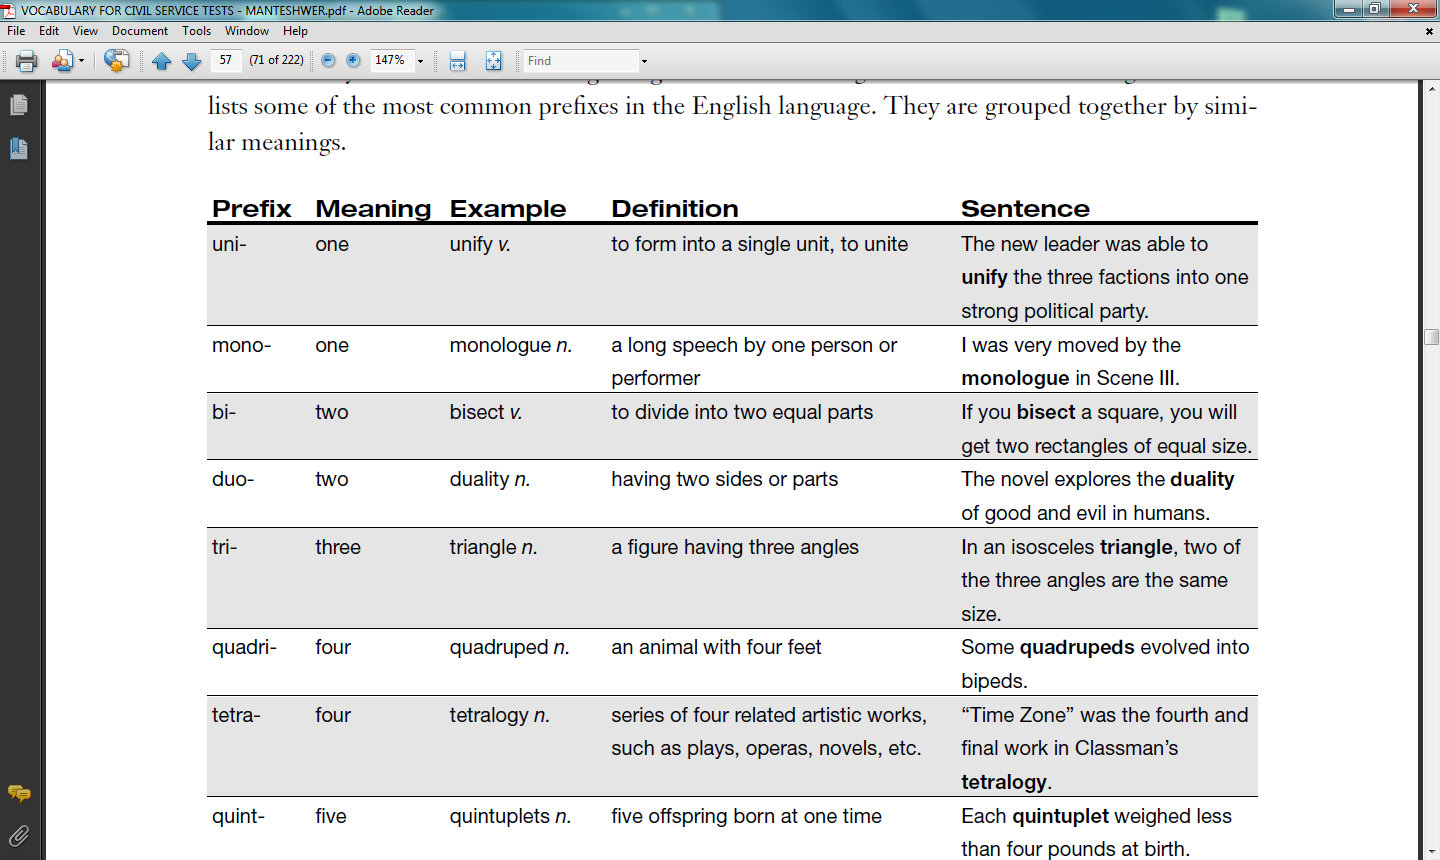 VOCABULARY FOR CIVIL SERVICE TESTS - MANTESHWER.pdf - Adobe Reader
File Edit View Document Tools Window Help
57 (71 of 222) 147% Find
lists some of the most common prefixes in the English language. They are grouped together by simi-
lar meanings.
Prefix Meaning Example Definition Sentence
uni- one unify v. to form into a single unit, to unite The new leader was able to
unify the three factions into one
strong political party.
mono- one monologue n. a long speech by one person or I was very moved by the
performer monologue in Scene III.
bi- two bisect v. to divide into two equal parts If you bisect a square, you will
get two rectangles of equal size.
duo- two duality n. having two sides or parts The novel explores the duality
of good and evil in humans.
tri- three triangle n. a figure having three angles In an isosceles triangle, two of
the three angles are the same
size.
quadri- four quadruped n. an animal with four feet Some quadrupeds evolved into
bipeds.
tetra- four tetralogy n. series of four related artistic works, “Time Zone” was the fourth and
such as plays, operas, novels, etc. final work in Classman’s
tetralogy.
quint- five quintuplets n. five offspring born at one time Each quintuplet weighed less
than four pounds at birth.